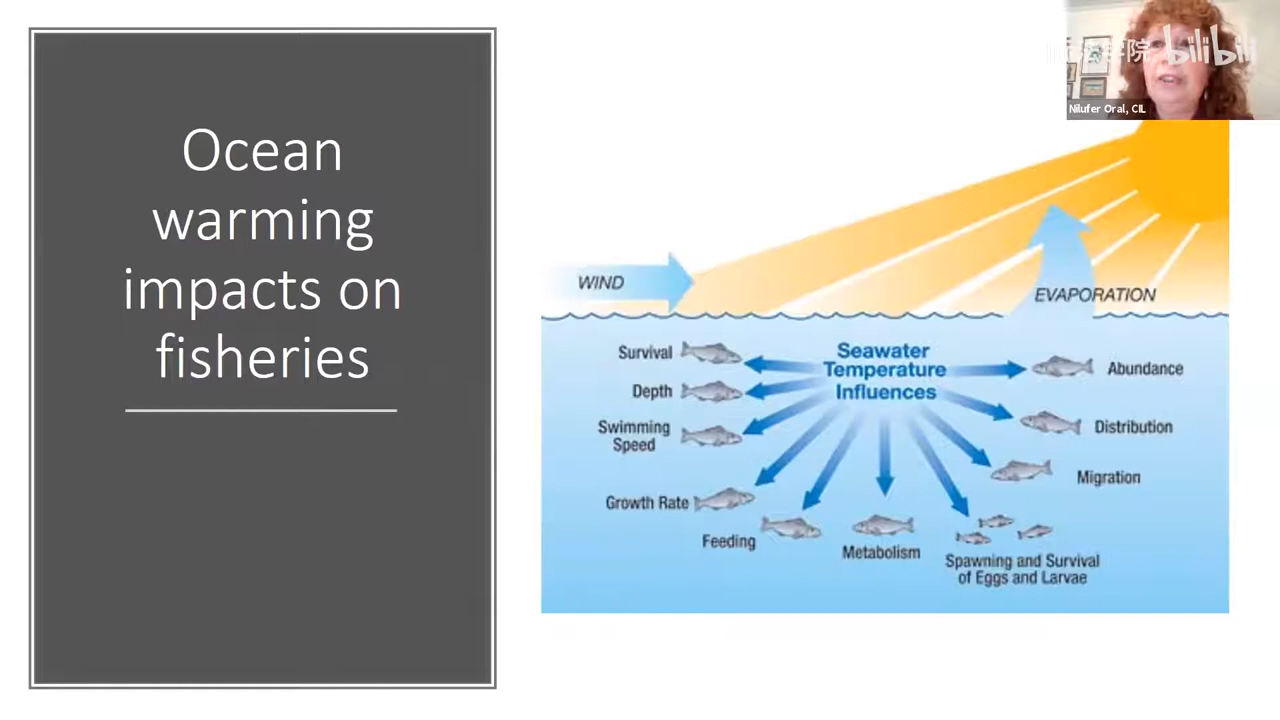 Ocean
warming
impacts on
fisheries
bilibili
Nilufer Oral, CIL
WIND
EVAPORATION
Seawater
Temperature
Influences
Survival
Depth
Swimming
Speed
Growth Rate
Feeding
Metabolism
Spawning and Survival
of Eggs and Larvae
Migration
Distribution
Abundance